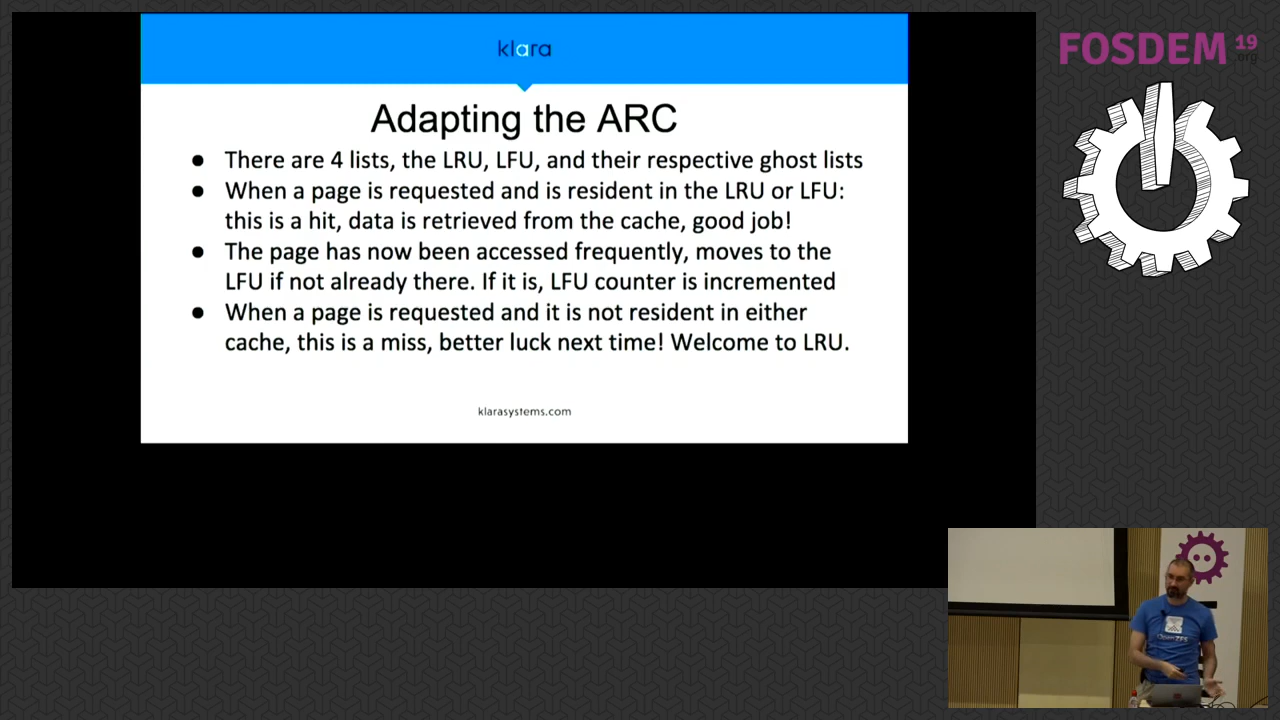 klara
FOSDEM 19
.org
Adapting the ARC
● There are 4 lists, the LRU, LFU, and their respective ghost lists
● When a page is requested and is resident in the LRU or LFU:
this is a hit, data is retrieved from the cache, good job!
● The page has now been accessed frequently, moves to the
LFU if not already there. If it is, LFU counter is incremented
● When a page is requested and it is not resident in either
cache, this is a miss, better luck next time! Welcome to LRU.
klarasystems.com
OpenZFS